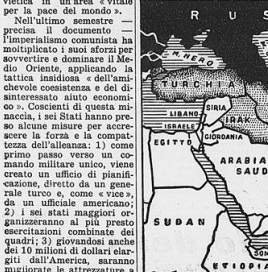 vietica in un'area « vitale
per la pace del mondo ».
Nell'ultimo semestre —
precisa il documento —
l'imperialismo comunista ha
moltiplicato i suoi sforzi per
sovvertire e dominare il Me-
dio Oriente, applicando la
tattica insidiosa « dell'ami-
chevole coesistenza e del di-
sinteressato aiuto economi-
co ». Coscienti di questa mi-
naccia, i sei Stati hanno pre-
so alcune misure per accre-
scere la forza e la compat-
tezza dell'alleanza: 1) come
primo passo verso un co-
mando militare unico, viene
creato un ufficio di pianifi-
cazione, diretto da un gene-
rale turco e, come « vice »,
da un ufficiale americano;
2) i sei stati maggiori or-
ganizzeranno al più presto
esercitazioni combinate dei
quadri; 3) giovandosi anche
dei 10 milioni di dollari elar-
giti dall'America, saranno
migliorate le attrezzature a
R U
M. NERO
TURCHIA
SIRIA
LIBANO
IRAK
ISRAELE
GIORDANIA
EGITTO
ARABIA
SAUD
SUDAN
ETIOPIA